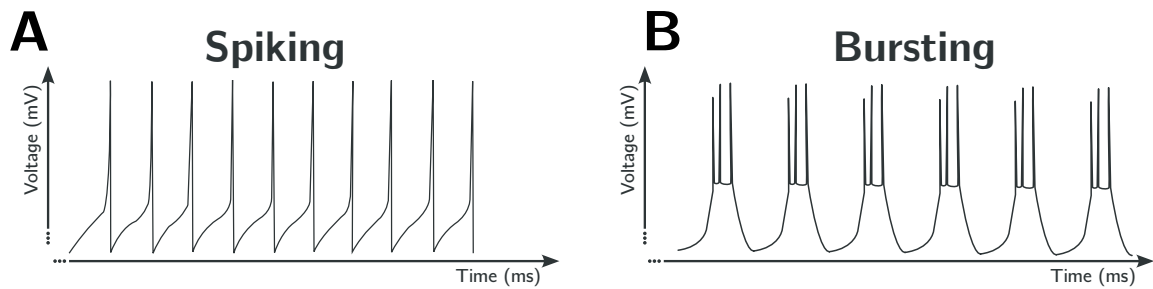 A
Spiking
Voltage (mV)
Time (ms)
B
Bursting
Voltage (mV)
Time (ms)